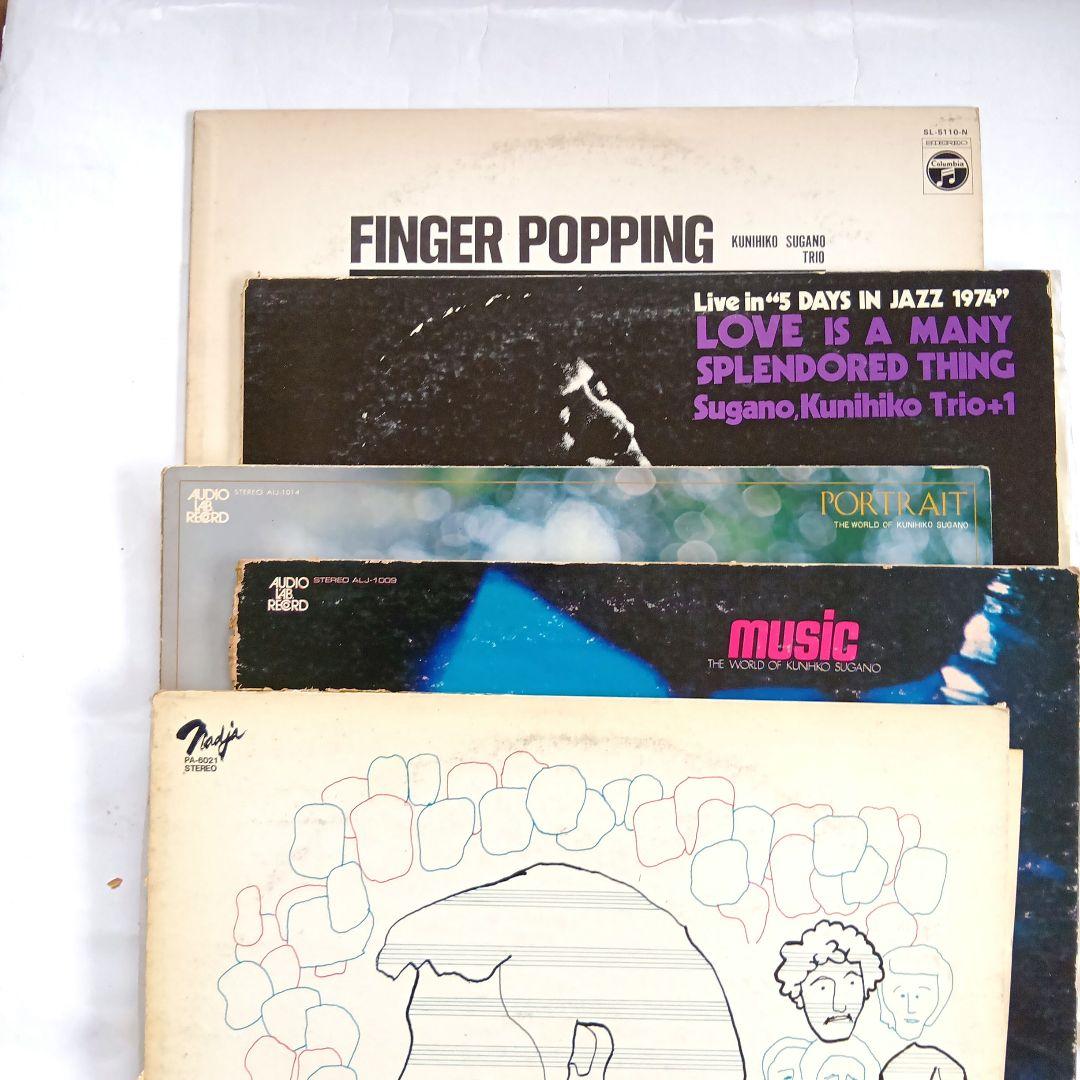 SL-5110-N
STEREO
Columbia
FINGER POPPING
KUNIHIKO SUGANO
TRIO
Live in "5 DAYS IN JAZZ 1974"
LOVE IS A MANY
SPLENDORED THING
Sugano, Kunihiko Trio+1
AUDIO
LAB.
RECORD
STEREO ALJ-1014
PORTRAIT
THE WORLD OF KUNIHIKO SUGANO
AUDIO
LAB.
RECORD
STEREO ALJ-1009
music
THE WORLD OF KUNIHIKO SUGANO
Nadja
PA-6021
STEREO